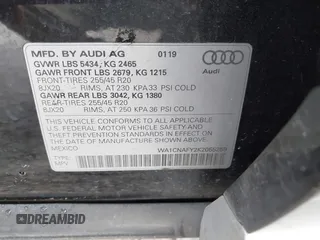 MFD. BY AUDI AG 01 19
GVWR LBS 5434, KG 2465
GAWR FRONT LBS 2679, KG 1215
FRONT-TIRES 255/45 R20
8JX20 RIMS, AT 230 KPA 33 PSI COLD
GAWR REAR LBS 3042, KG 1380
REAR-TIRES 255/45 R20
8JX20 RIMS, AT 250 KPA 36 PSI COLD
Audi
THIS VEHICLE CONFORMS TO ALL APPLICABLE
FEDERAL MOTOR VEHICLE SAFETY, BUMPER,
AND THEFT PREVENTION STANDARDS IN EFFECT
ON THE DATE OF MANUFACTURE SHOWN ABOVE.
MEXICO
TYPE:
MPV
DREAMBID